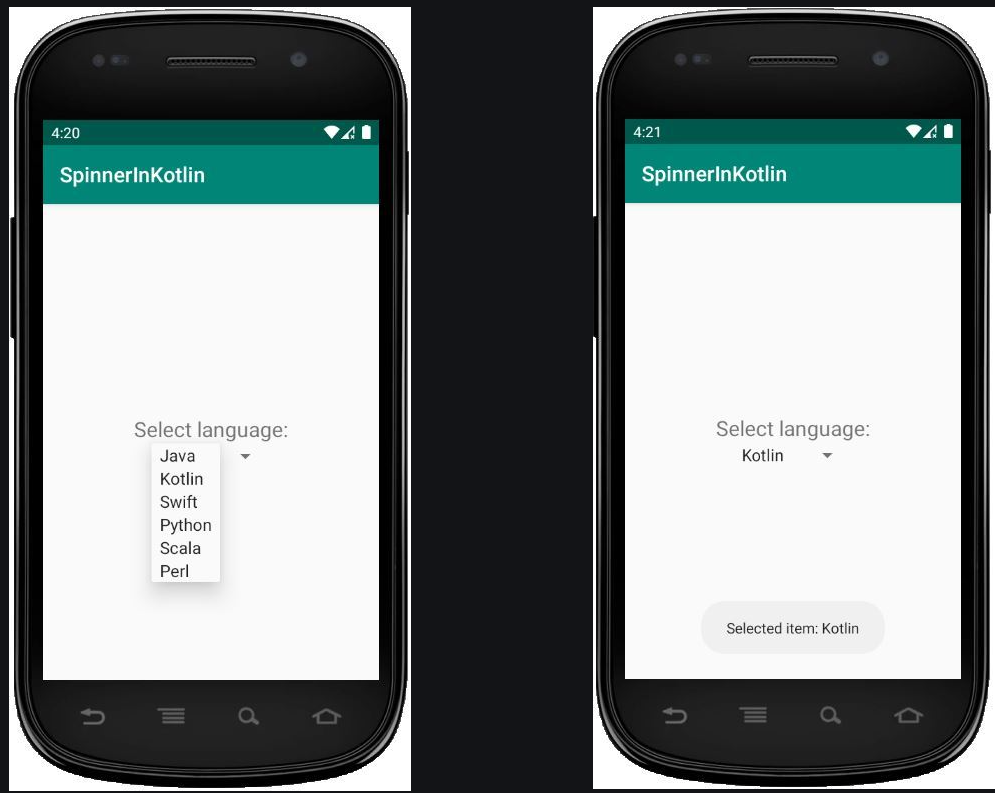 4:20
SpinnerInKotlin
Select language:
Java
Kotlin
Swift
Python
Scala
Perl
4:21
SpinnerInKotlin
Select language:
Kotlin
Selected item: Kotlin